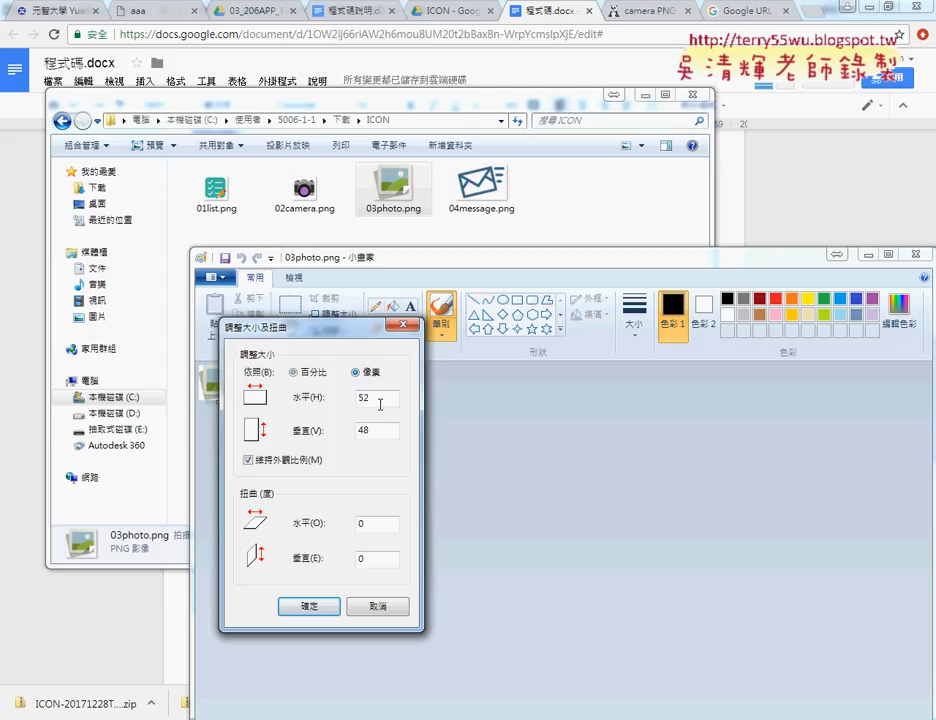 元智大學 Yuan
aaa
03_206APP_
程式碼說明.d
ICON - Goog
程式碼.docx -
camera PNG
Google URL
安全 https://docs.google.com/document/d/1OW2ij66riAW2h6mou8UM20T2bBaxBn-WrpYcmsIpXjE/edit#
http://terry55wu.blogspot.tw
吳清輝老師錄製
程式碼.docx
檔案 編輯 檢視 插入 格式 工具 表格 外掛程式 說明 所有變更都已儲存到雲端硬碟
電腦 本機磁碟 (C:) 使用者 5006-1-1 下載 ICON
搜尋 ICON
組合管理 預覽 共用對象 投影片放映 列印 電子郵件 新增資料夾
我的最愛
下載
桌面
最近的位置
媒體櫃
文件
音樂
視訊
圖片
家用群組
電腦
本機磁碟 (C:)
本機磁碟 (D:)
抽取式磁碟 (E:)
Autodesk 360
網路
01list.png
02camera.png
03photo.png
04message.png
03photo.png 拍攝
PNG 影像
03photo.png - 小畫家
常用 檢視
剪下
裁剪
調整大小
筆刷
形狀
外框
填滿
大小
色彩 1
色彩 2
編輯色彩
色彩
調整大小及扭曲
調整大小
依照(B): 百分比 像素
水平(H): 52
垂直(V): 48
維持外觀比例(M)
扭曲 (度)
水平(O): 0
垂直(E): 0
確定 取消
ICON-20171228T....zip